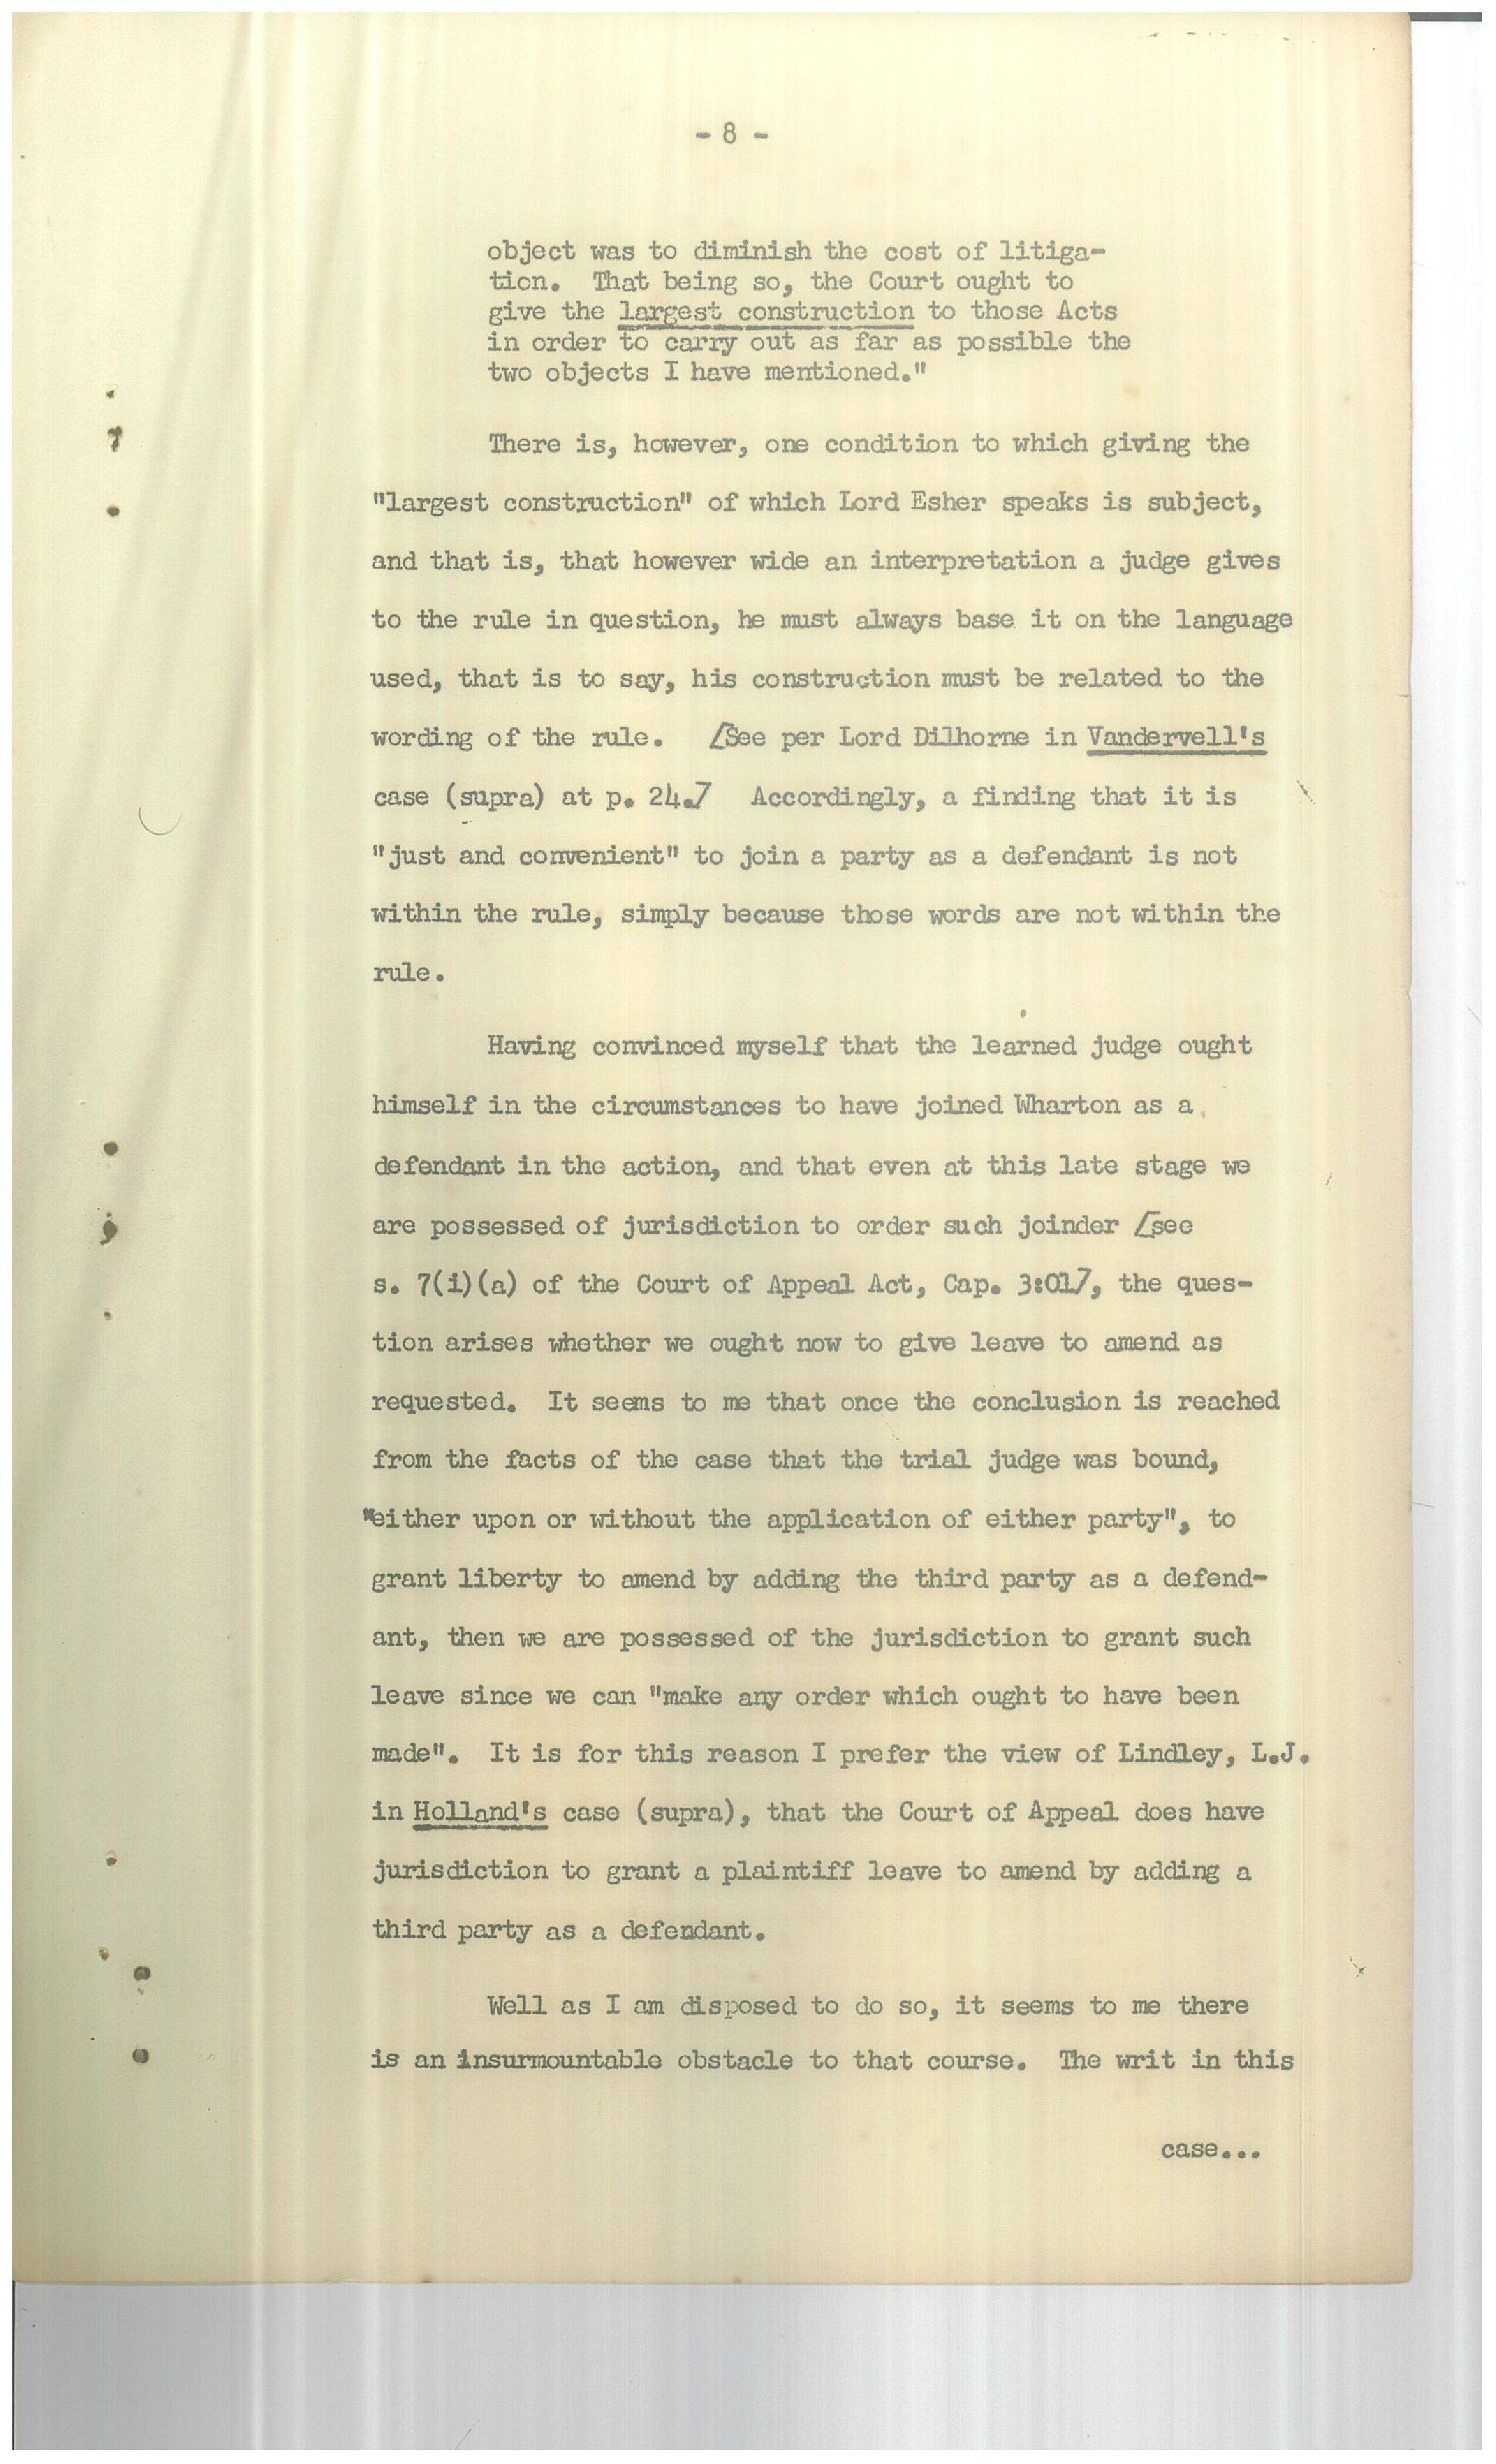 - 8 -
object was to diminish the cost of litiga-
tion. That being so, the Court ought to
give the largest construction to those Acts
in order to carry out as far as possible the
two objects I have mentioned."
There is, however, one condition to which giving the
"largest construction" of which Lord Esher speaks is subject,
and that is, that however wide an interpretation a judge gives
to the rule in question, he must always base it on the language
used, that is to say, his construction must be related to the
wording of the rule. [See per Lord Dilhorne in Vandervell's
case (supra) at p. 24.] Accordingly, a finding that it is
"just and convenient" to join a party as a defendant is not
within the rule, simply because those words are not within the
rule.
Having convinced myself that the learned judge ought
himself in the circumstances to have joined Wharton as a
defendant in the action, and that even at this late stage we
are possessed of jurisdiction to order such joinder [see
s. 7(i)(a) of the Court of Appeal Act, Cap. 3:01], the ques-
tion arises whether we ought now to give leave to amend as
requested. It seems to me that once the conclusion is reached
from the facts of the case that the trial judge was bound,
"either upon or without the application of either party", to
grant liberty to amend by adding the third party as a defend-
ant, then we are possessed of the jurisdiction to grant such
leave since we can "make any order which ought to have been
made". It is for this reason I prefer the view of Lindley, L.J.
in Holland's case (supra), that the Court of Appeal does have
jurisdiction to grant a plaintiff leave to amend by adding a
third party as a defendant.
Well as I am disposed to do so, it seems to me there
is an insurmountable obstacle to that course. The writ in this
case...